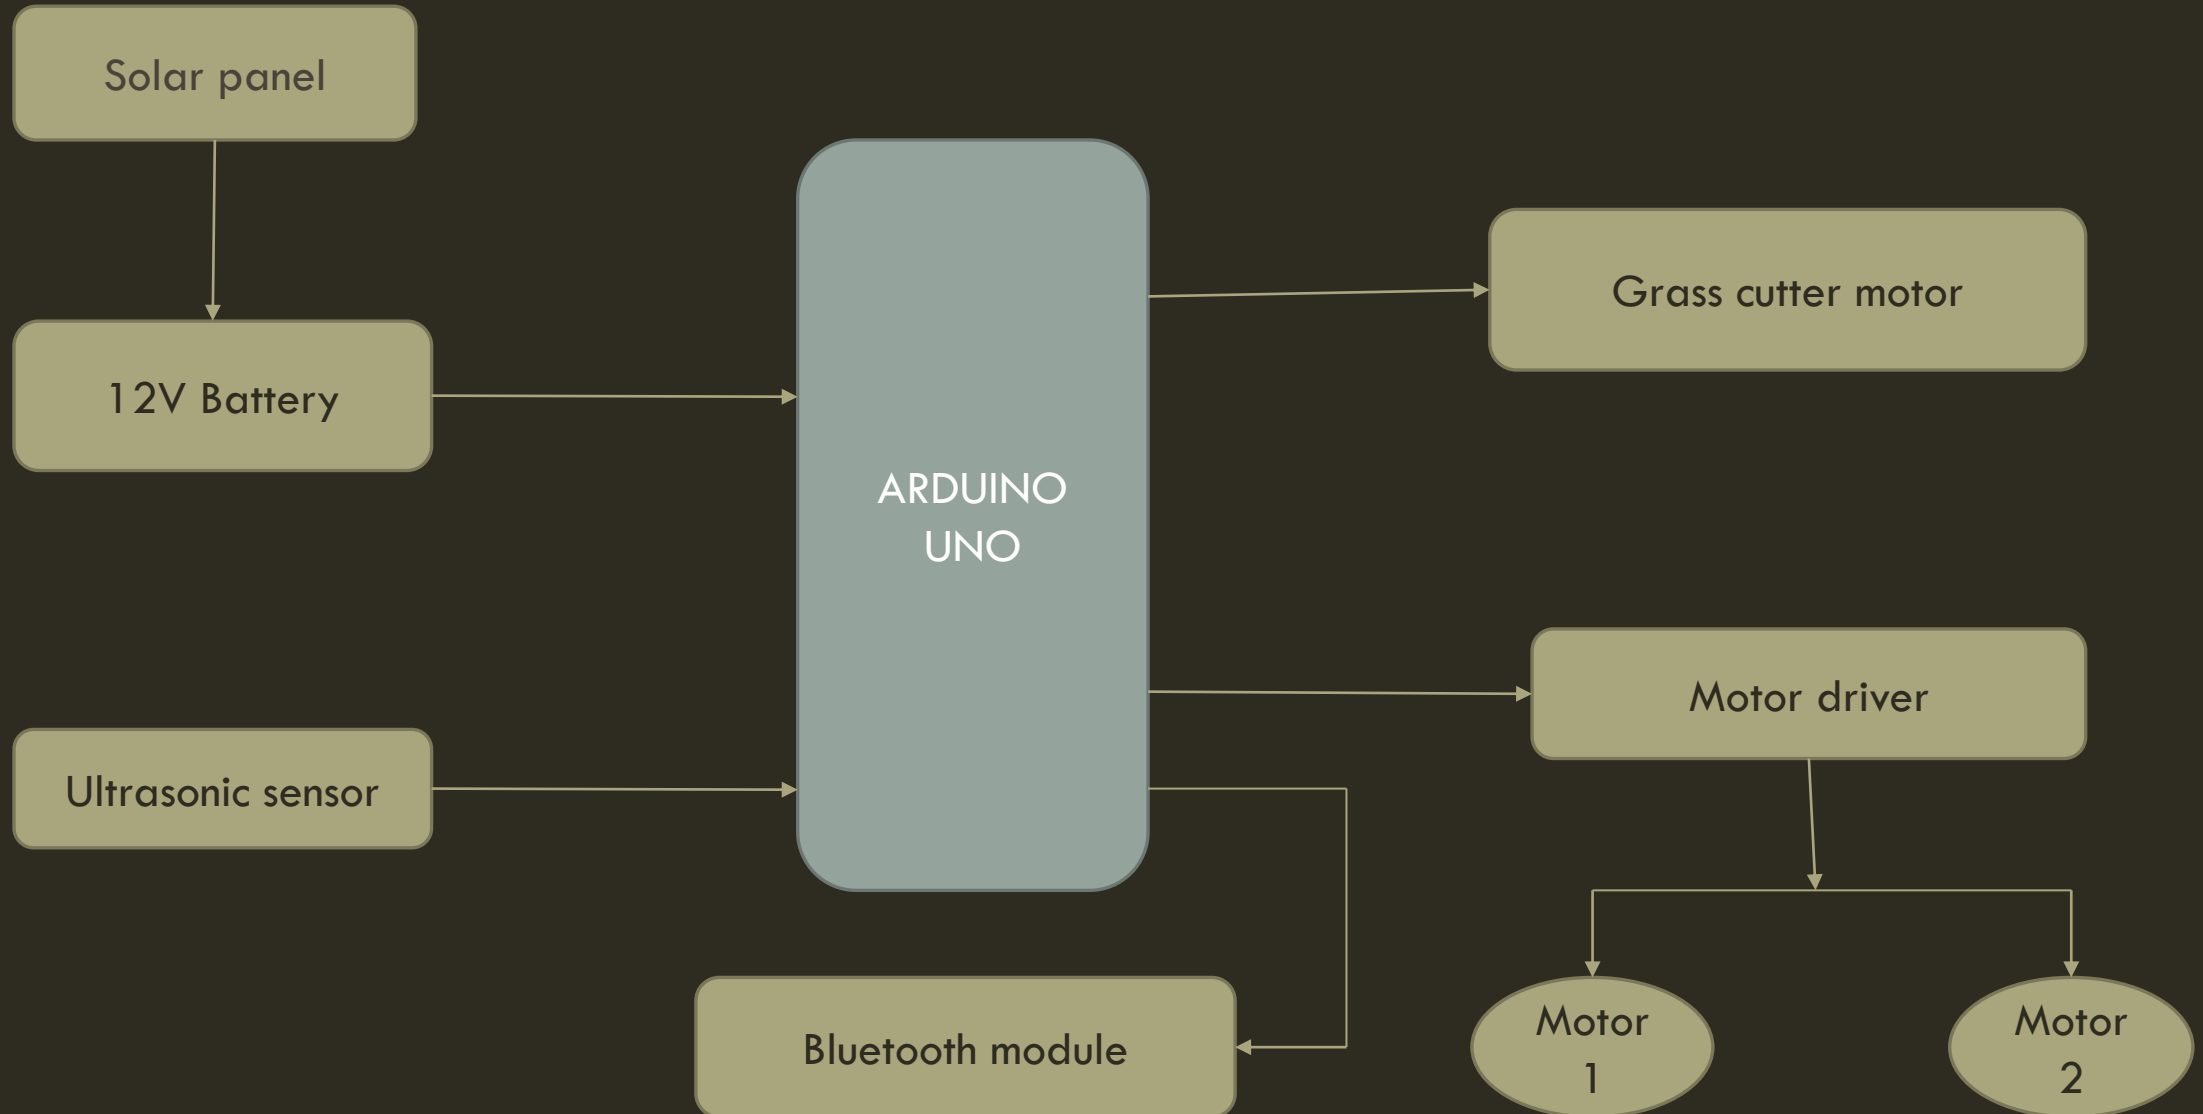 Solar panel
12V Battery
Ultrasonic sensor
ARDUINO
UNO
Bluetooth module
Grass cutter motor
Motor driver
Motor
1
Motor
2